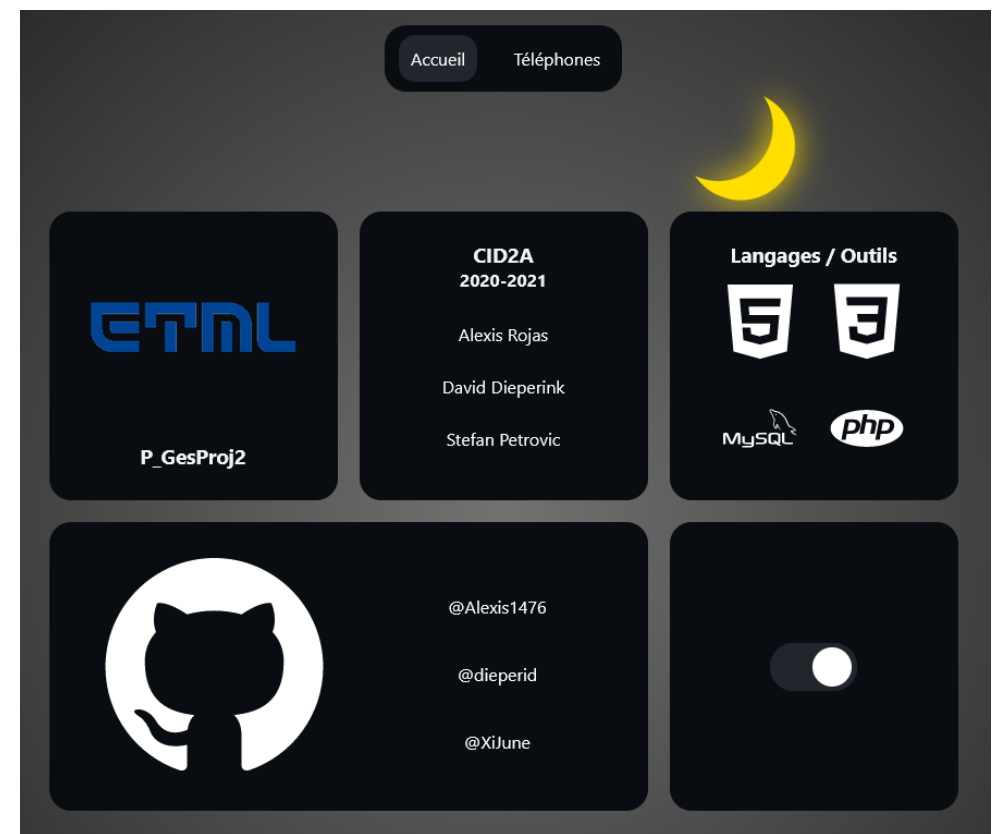 Accueil
Téléphones
ETML
P_GesProj2
CID2A
2020-2021
Alexis Rojas
David Dieperink
Stefan Petrovic
Langages / Outils
5
3
MySQL
php
@Alexis1476
@dieperid
@XiJune